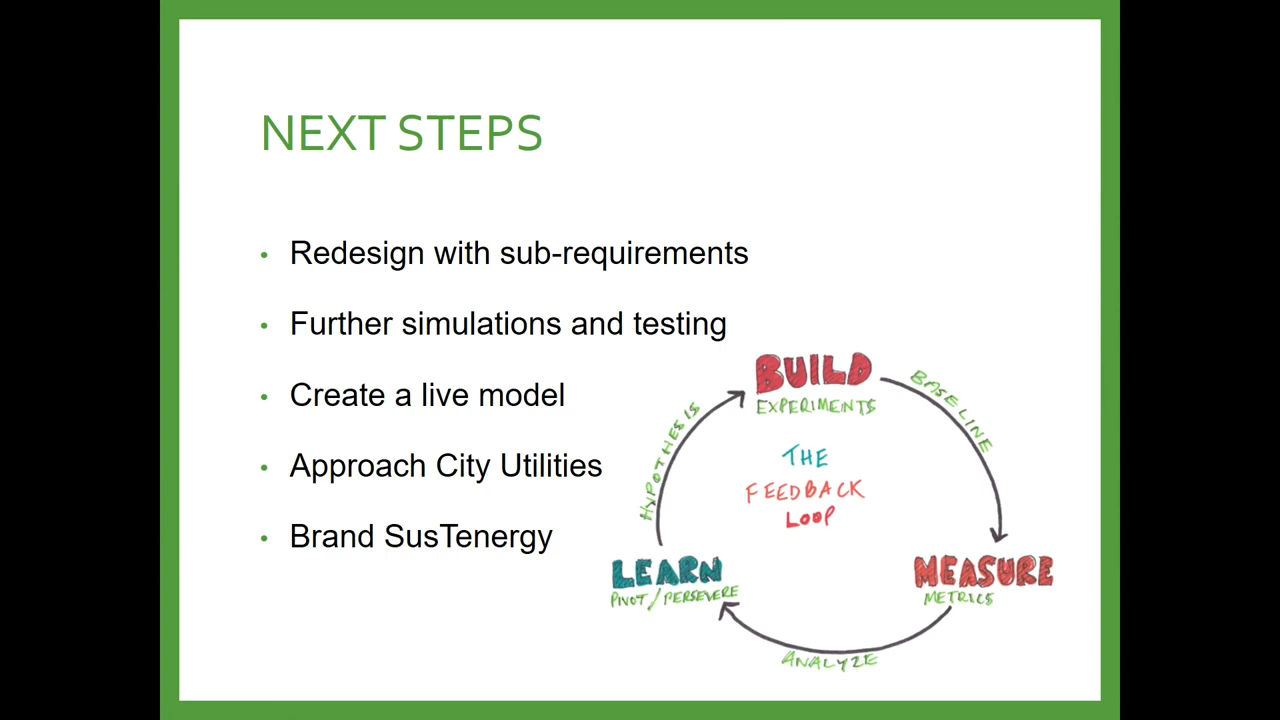 NEXT STEPS
Redesign with sub-requirements
Further simulations and testing
Create a live model
Approach City Utilities
Brand SusTenergy
BUILD
EXPERIMENTS
BASELINE
HYPOTHESIS
THE
FEEDBACK
LOOP
LEARN
PIVOT/PERSEVERE
MEASURE
METRICS
ANALYZE